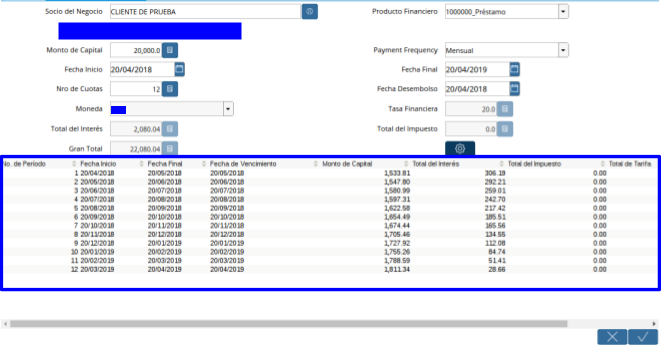 Socio del Negocio CLIENTE DE PRUEBA Producto Financiero 1000000_Préstamo
Monto de Capital 20,000.0 Payment Frequency Mensual
Fecha Inicio 20/04/2018 Fecha Final 20/04/2019
Nro de Cuotas 12 Fecha Desembolso 20/04/2018
Moneda Tasa Financiera 20.0
Total del Interés 2,080.04 Total del Impuesto 0.0
Gran Total 22,080.04
No. de Período Fecha Inicio Fecha Final Fecha de Vencimiento Monto de Capital Total del Interés Total del Impuesto Total de Tarifa
1 20/04/2018 20/05/2018 20/05/2018 1,533.81 306.19 0.00
2 20/05/2018 20/06/2018 20/06/2018 1,547.80 292.21 0.00
3 20/06/2018 20/07/2018 20/07/2018 1,580.99 259.01 0.00
4 20/07/2018 20/08/2018 20/08/2018 1,597.31 242.70 0.00
5 20/08/2018 20/09/2018 20/09/2018 1,622.58 217.42 0.00
6 20/09/2018 20/10/2018 20/10/2018 1,654.49 185.51 0.00
7 20/10/2018 20/11/2018 20/11/2018 1,674.44 165.56 0.00
8 20/11/2018 20/12/2018 20/12/2018 1,705.46 134.55 0.00
9 20/12/2018 20/01/2019 20/01/2019 1,727.92 112.08 0.00
10 20/01/2019 20/02/2019 20/02/2019 1,755.26 84.74 0.00
11 20/02/2019 20/03/2019 20/03/2019 1,788.59 51.41 0.00
12 20/03/2019 20/04/2019 20/04/2019 1,811.34 28.66 0.00